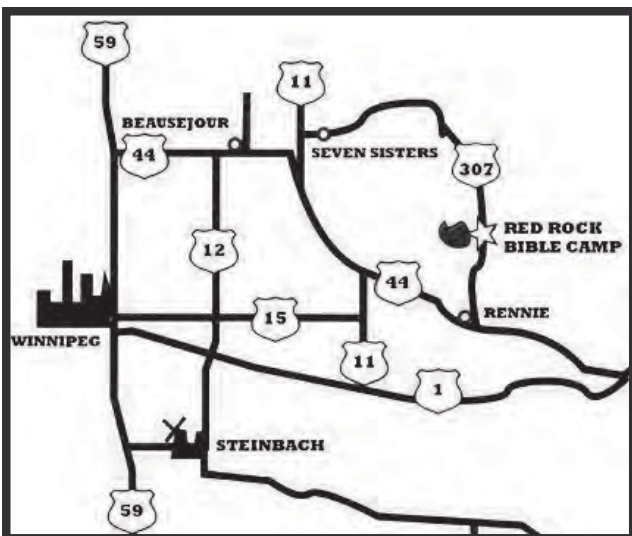 59
11
BEAUSEJOUR
44
SEVEN SISTERS
307
12
RED ROCK
BIBLE CAMP
44
15
RENNIE
WINNIPEG
11
1
STEINBACH
59